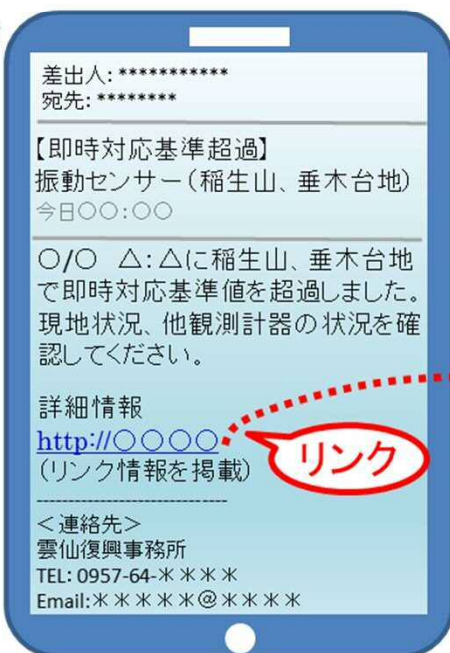 差出人: ***********
宛先: ********
【即時対応基準超過】
振動センサー(稲生山、垂木台地)
今日○○:○○
○/○ △:△に稲生山、垂木台地
で即時対応基準値を超過しました。
現地状況、他観測計器の状況を確
認してください。
詳細情報
http://○○○○
リンク
(リンク情報を掲載)
----------------------------
<連絡先>
雲仙復興事務所
TEL: 0957-64-＊＊＊＊
Email:＊＊＊＊＊@＊＊＊＊